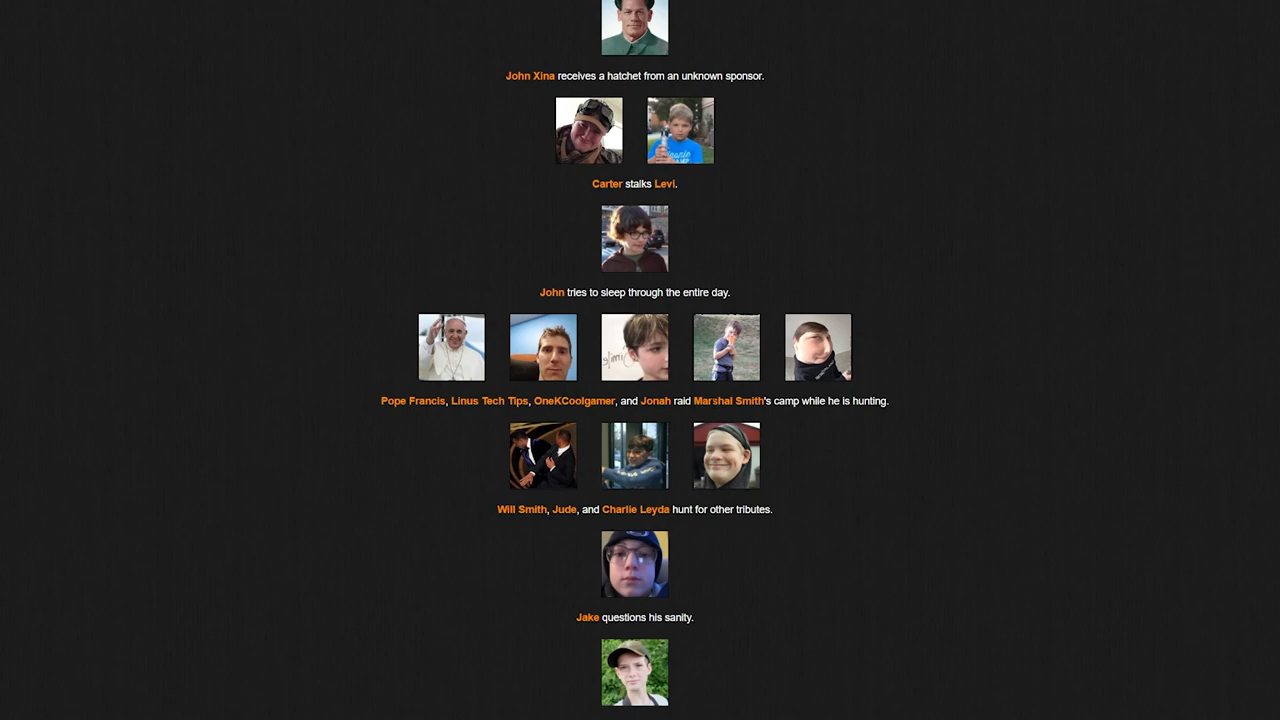 John Xina receives a hatchet from an unknown sponsor.
Carter stalks Levi.
John tries to sleep through the entire day.
Pope Francis, Linus Tech Tips, OneKCoolgamer, and Jonah raid Marshal Smith's camp while he is hunting.
Will Smith, Jude, and Charlie Leyda hunt for other tributes.
Jake questions his sanity.